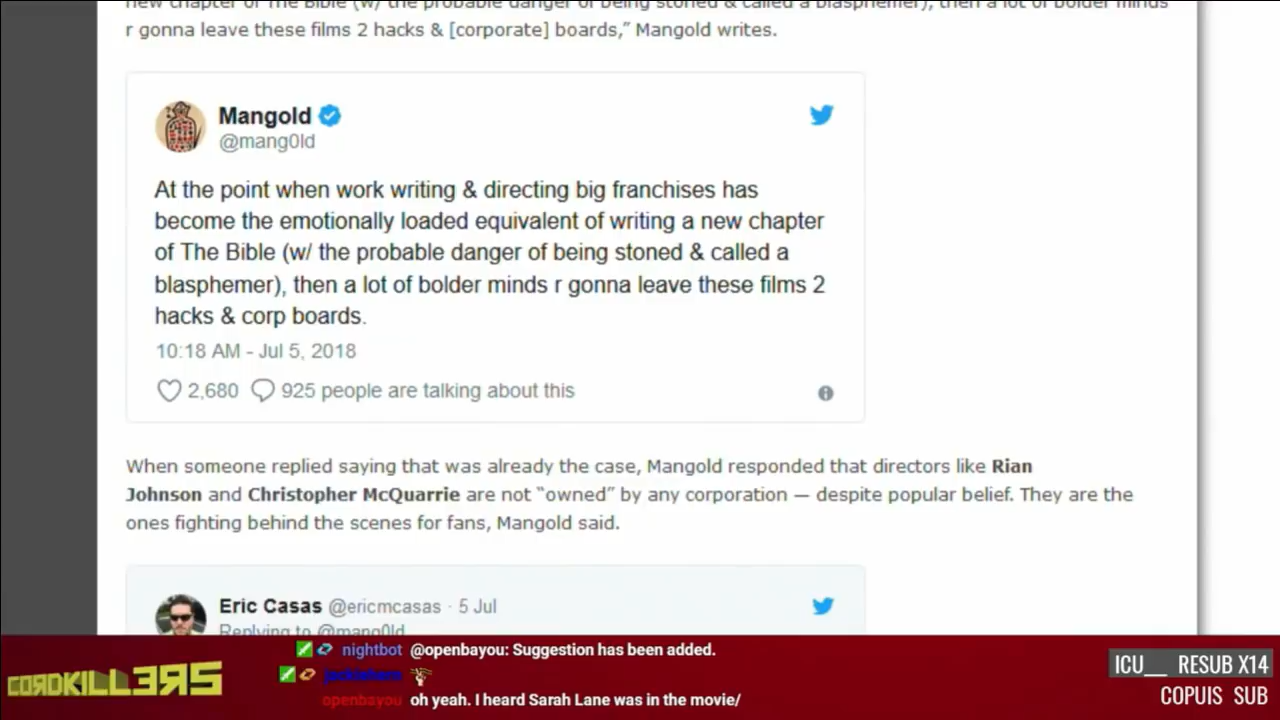 new chapter of The Bible (w/ the probable danger of being stoned & called a blasphemer), then a lot of bolder minds
r gonna leave these films 2 hacks & [corporate] boards,” Mangold writes.
Mangold
@mang0ld
At the point when work writing & directing big franchises has
become the emotionally loaded equivalent of writing a new chapter
of The Bible (w/ the probable danger of being stoned & called a
blasphemer), then a lot of bolder minds r gonna leave these films 2
hacks & corp boards.
10:18 AM - Jul 5, 2018
2,680 925 people are talking about this
When someone replied saying that was already the case, Mangold responded that directors like Rian
Johnson and Christopher McQuarrie are not “owned” by any corporation — despite popular belief. They are the
ones fighting behind the scenes for fans, Mangold said.
Eric Casas @ericmcasas · 5 Jul
Replying to @mang0ld
CORDKILL3RS
nightbot @openbayou: Suggestion has been added.
openbayou oh yeah. I heard Sarah Lane was in the movie/
ICU__ RESUB X14
COPUIS SUB